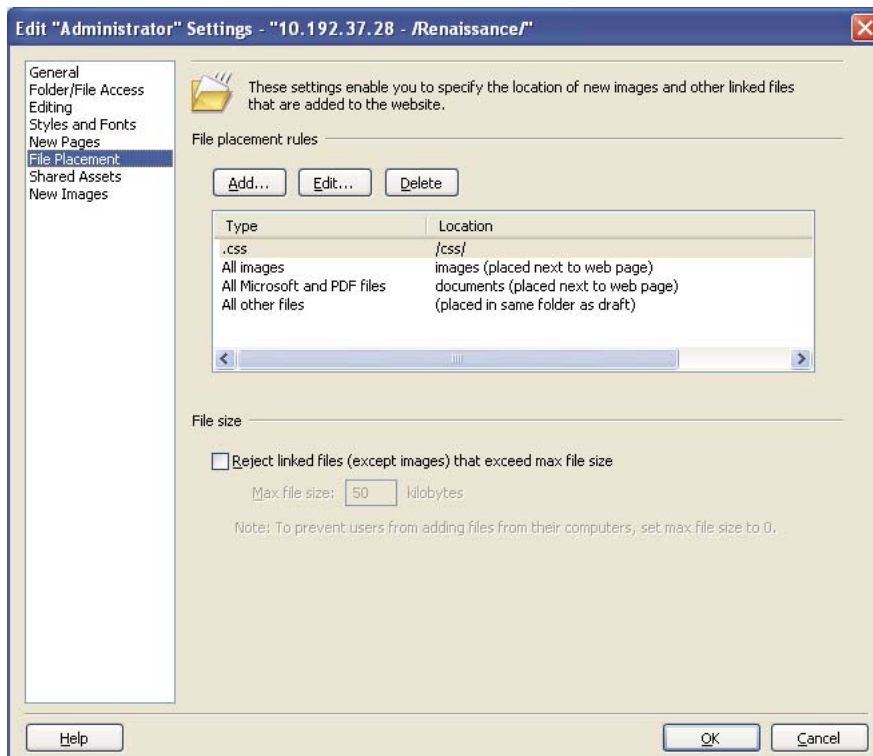 Edit "Administrator" Settings - "10.192.37.28 - /Renaissance/"
General
Folder/File Access
Editing
Styles and Fonts
New Pages
File Placement
Shared Assets
New Images
These settings enable you to specify the location of new images and other linked files
that are added to the website.
File placement rules
Add...
Edit...
Delete
Type Location
.css /css/
All images images (placed next to web page)
All Microsoft and PDF files documents (placed next to web page)
All other files (placed in same folder as draft)
File size
Reject linked files (except images) that exceed max file size
Max file size: 50 kilobytes
Note: To prevent users from adding files from their computers, set max file size to 0.
Help
OK
Cancel